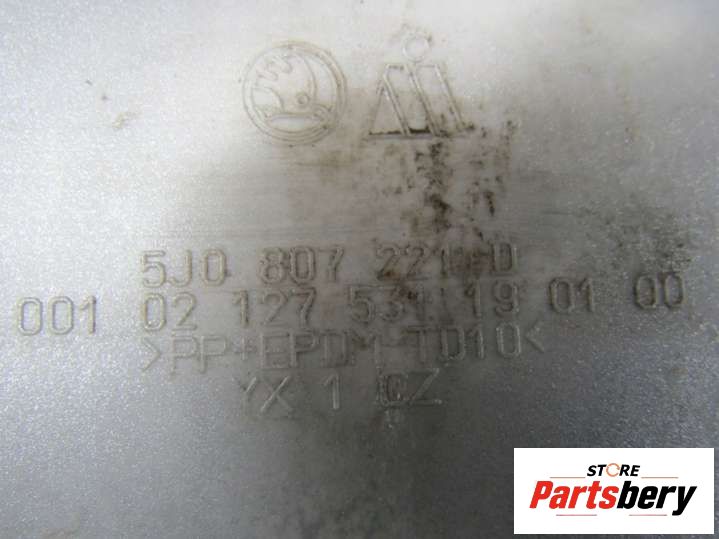 5J0 807 221 D
001 02 127 531 19 01 00
>PP+EPDM-TD10<
YX 1 CZ
STORE
Partsbery